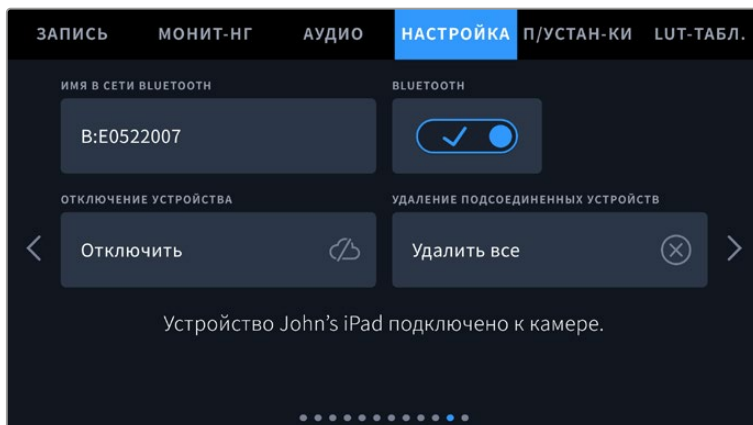 ЗАПИСЬ МОНИТ-НГ АУДИО НАСТРОЙКА П/УСТАН-КИ LUT-ТАБЛ.
ИМЯ В СЕТИ BLUETOOTH BLUETOOTH
B:E0522007
ОТКЛЮЧЕНИЕ УСТРОЙСТВА УДАЛЕНИЕ ПОДСОЕДИНЕННЫХ УСТРОЙСТВ
Отключить Удалить все
Устройство John’s iPad подключено к камере.